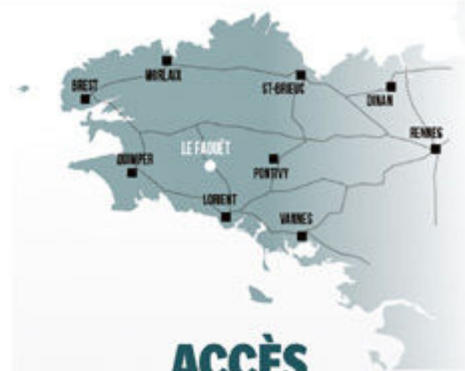 MORLAIX
BREST
ST-BRIEUC
DINAN
RENNES
LE FAOUËT
QUIMPER
PONTIVY
LORIENT
VANNES
ACCÈS